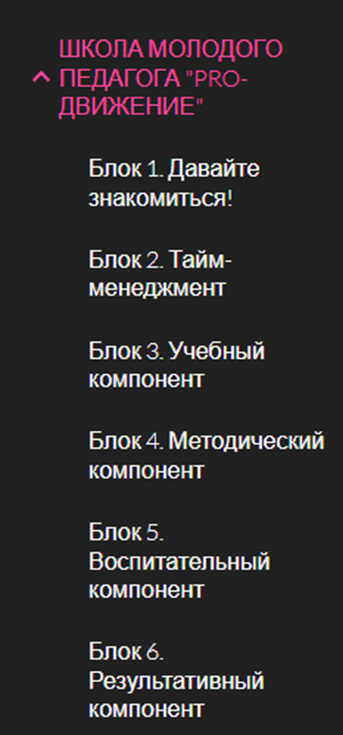 ШКОЛА МОЛОДОГО
ПЕДАГОГА "PRO-
ДВИЖЕНИЕ"
Блок 1. Давайте
знакомиться!
Блок 2. Тайм-
менеджмент
Блок 3. Учебный
компонент
Блок 4. Методический
компонент
Блок 5.
Воспитательный
компонент
Блок 6.
Результативный
компонент